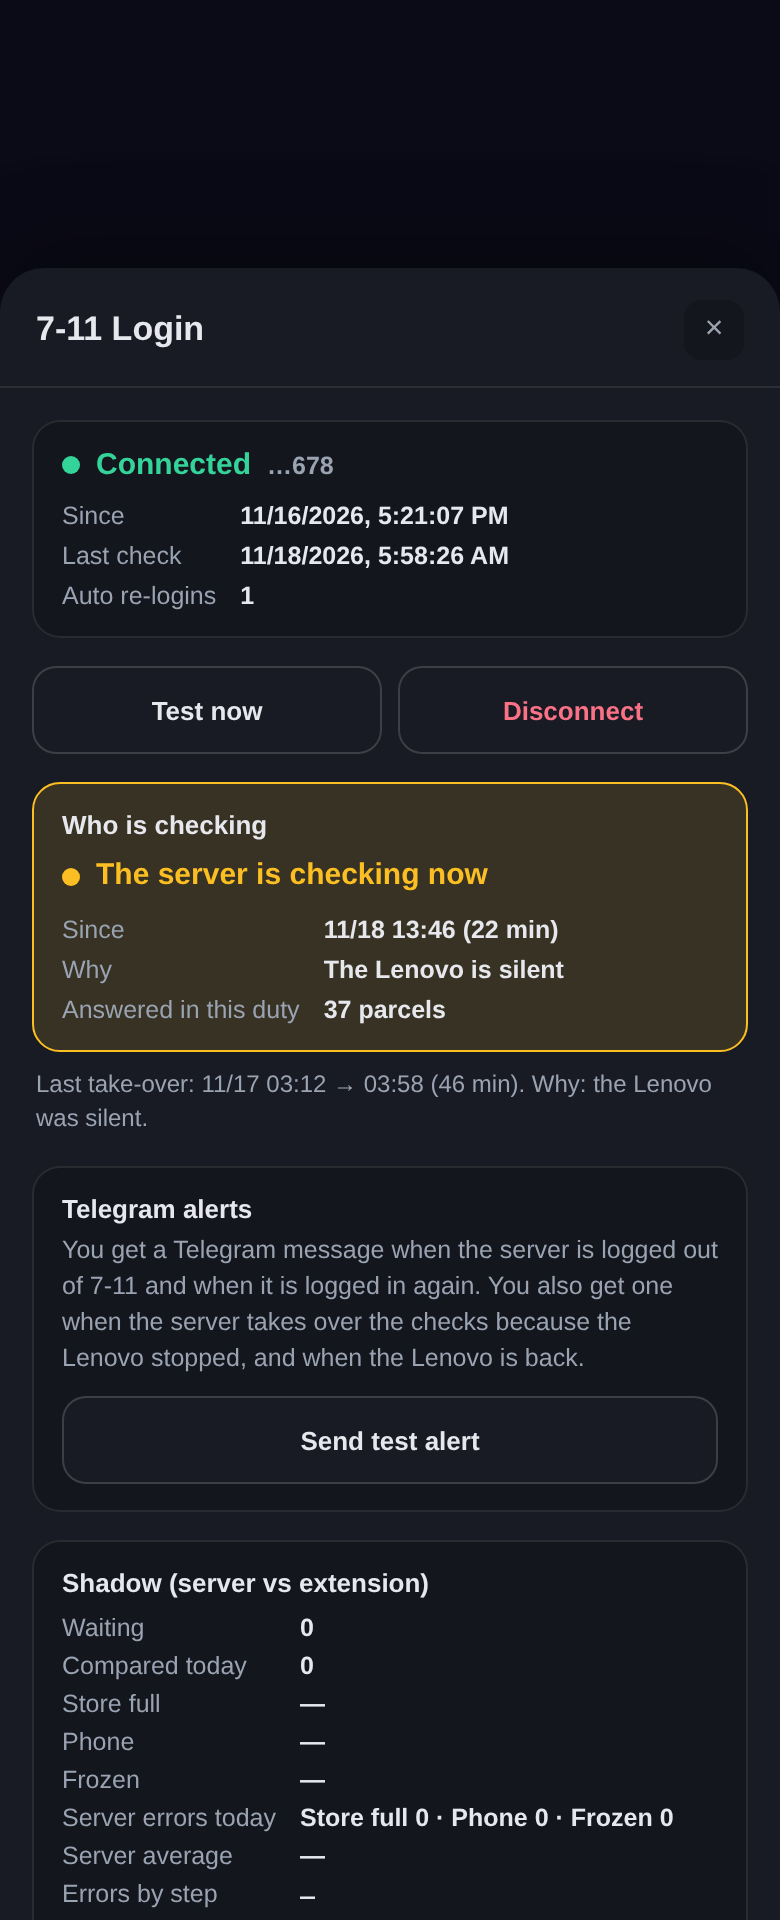 7-11 Login
×
Connected …678
Since 11/16/2026, 5:21:07 PM
Last check 11/18/2026, 5:58:26 AM
Auto re-logins 1
Test now
Disconnect
Who is checking
The server is checking now
Since 11/18 13:46 (22 min)
Why The Lenovo is silent
Answered in this duty 37 parcels
Last take-over: 11/17 03:12 → 03:58 (46 min). Why: the Lenovo
was silent.
Telegram alerts
You get a Telegram message when the server is logged out
of 7-11 and when it is logged in again. You also get one
when the server takes over the checks because the
Lenovo stopped, and when the Lenovo is back.
Send test alert
Shadow (server vs extension)
Waiting 0
Compared today 0
Store full —
Phone —
Frozen —
Server errors today Store full 0 · Phone 0 · Frozen 0
Server average —
Errors by step –